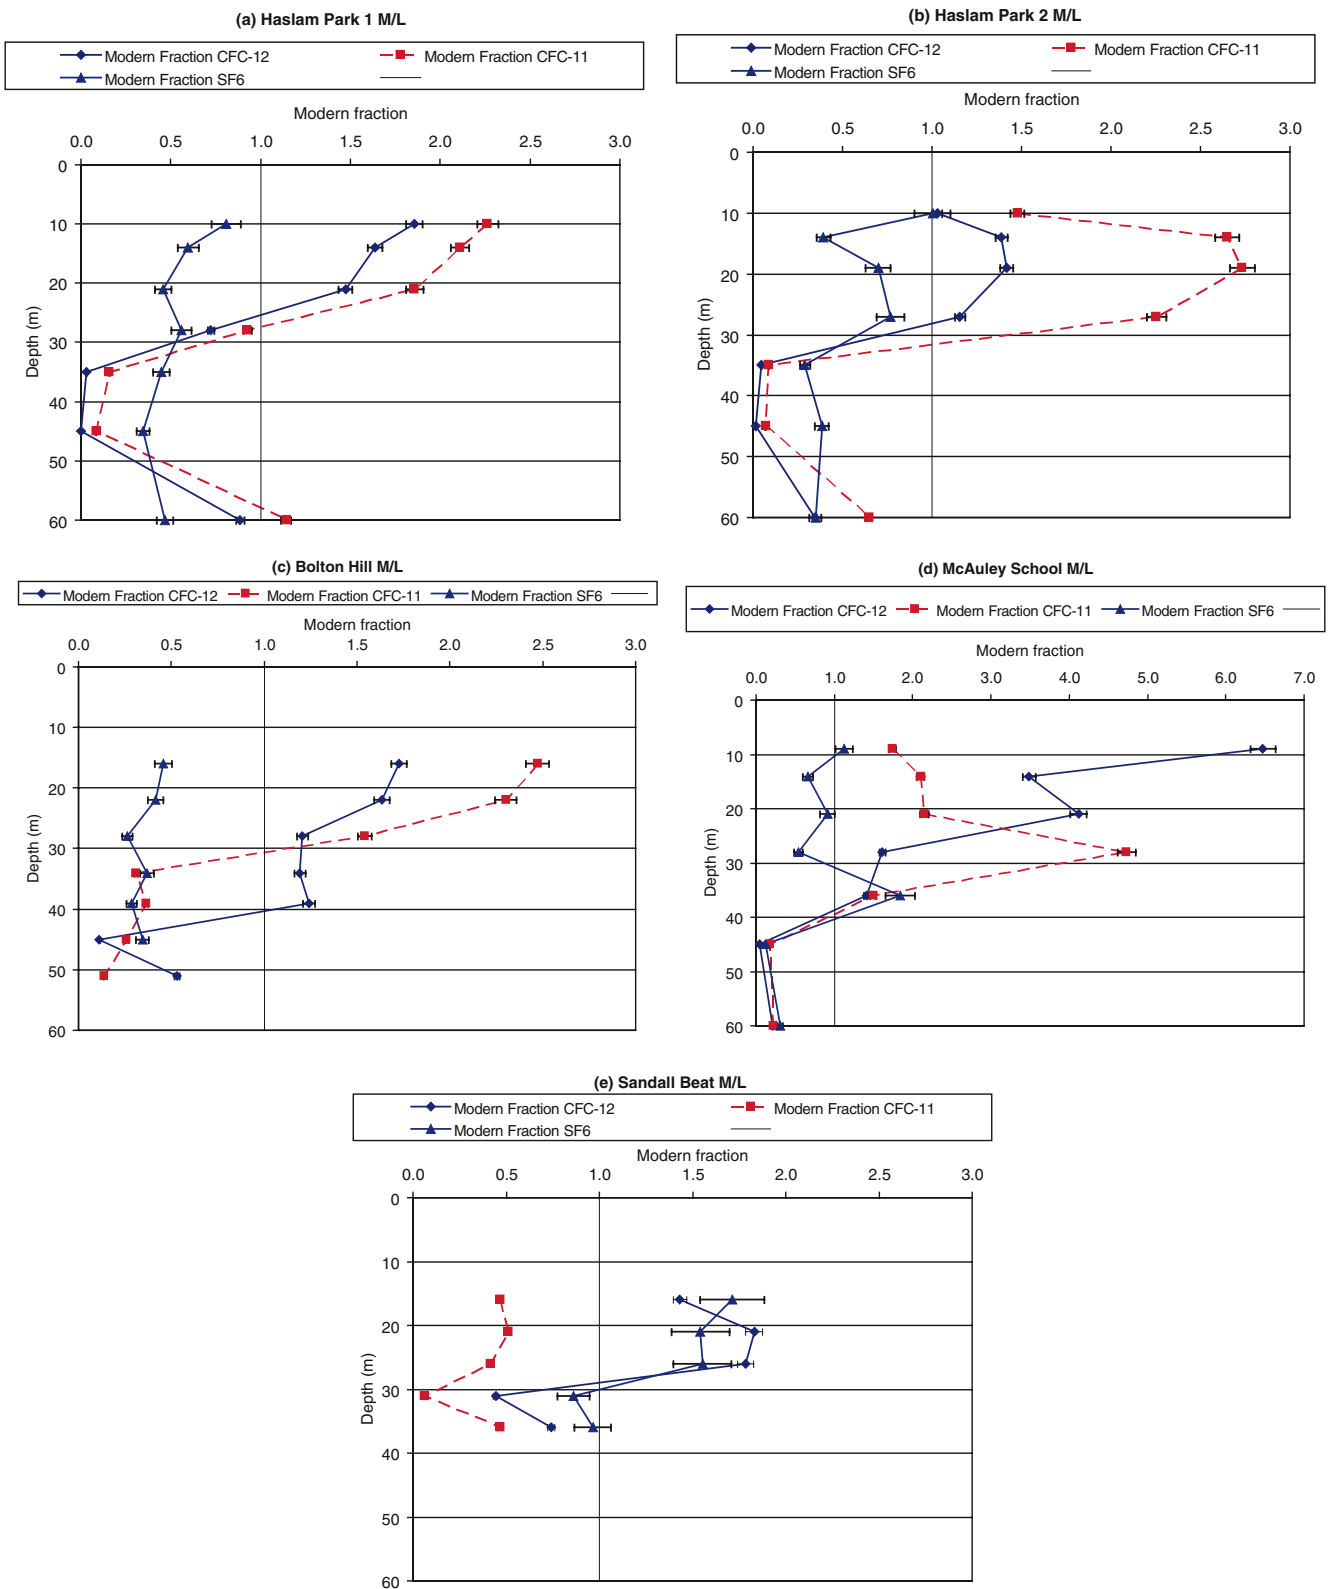 (a) Haslam Park 1 M/L
Modern Fraction CFC-12
Modern Fraction CFC-11
Modern Fraction SF6
Modern fraction
0.0 0.5 1.0 1.5 2.0 2.5 3.0
0
10
20
30
40
50
60
Depth (m)
(b) Haslam Park 2 M/L
Modern Fraction CFC-12
Modern Fraction CFC-11
Modern Fraction SF6
Modern fraction
0.0 0.5 1.0 1.5 2.0 2.5 3.0
0
10
20
30
40
50
60
Depth (m)
(c) Bolton Hill M/L
Modern Fraction CFC-12 Modern Fraction CFC-11 Modern Fraction SF6
Modern fraction
0.0 0.5 1.0 1.5 2.0 2.5 3.0
0
10
20
30
40
50
60
Depth (m)
(d) McAuley School M/L
Modern Fraction CFC-12 Modern Fraction CFC-11 Modern Fraction SF6
Modern fraction
0.0 1.0 2.0 3.0 4.0 5.0 6.0 7.0
0
10
20
30
40
50
60
Depth (m)
(e) Sandall Beat M/L
Modern Fraction CFC-12
Modern Fraction CFC-11
Modern Fraction SF6
Modern fraction
0.0 0.5 1.0 1.5 2.0 2.5 3.0
0
10
20
30
40
50
60
Depth (m)